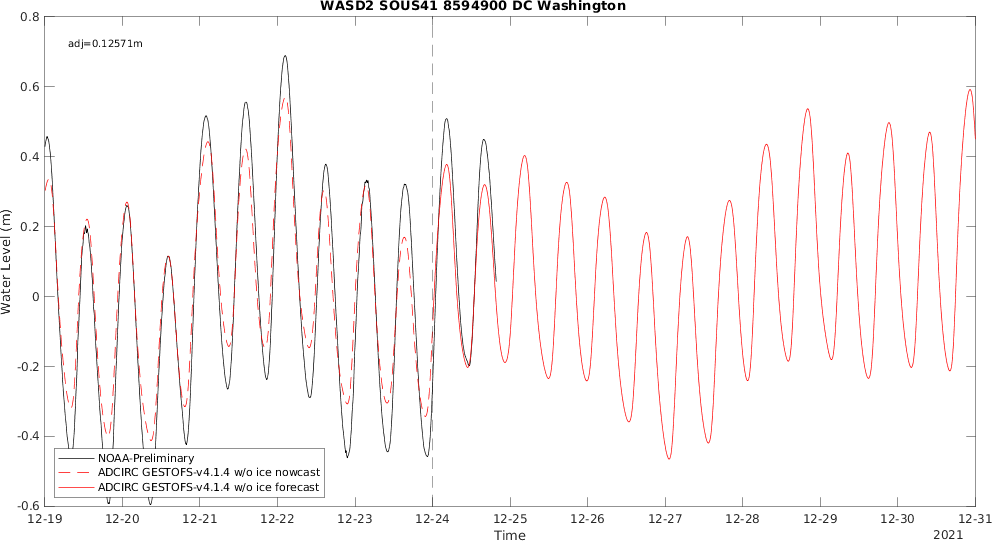 WASD2 SOUS41 8594900 DC Washington
adj=0.12571m
0.8
0.6
0.4
0.2
0
-0.2
-0.4
-0.6
Water Level (m)
NOAA-Preliminary
ADCIRC GESTOFS-v4.1.4 w/o ice nowcast
ADCIRC GESTOFS-v4.1.4 w/o ice forecast
12-19 12-20 12-21 12-22 12-23 12-24 12-25 12-26 12-27 12-28 12-29 12-30 12-31
Time
2021